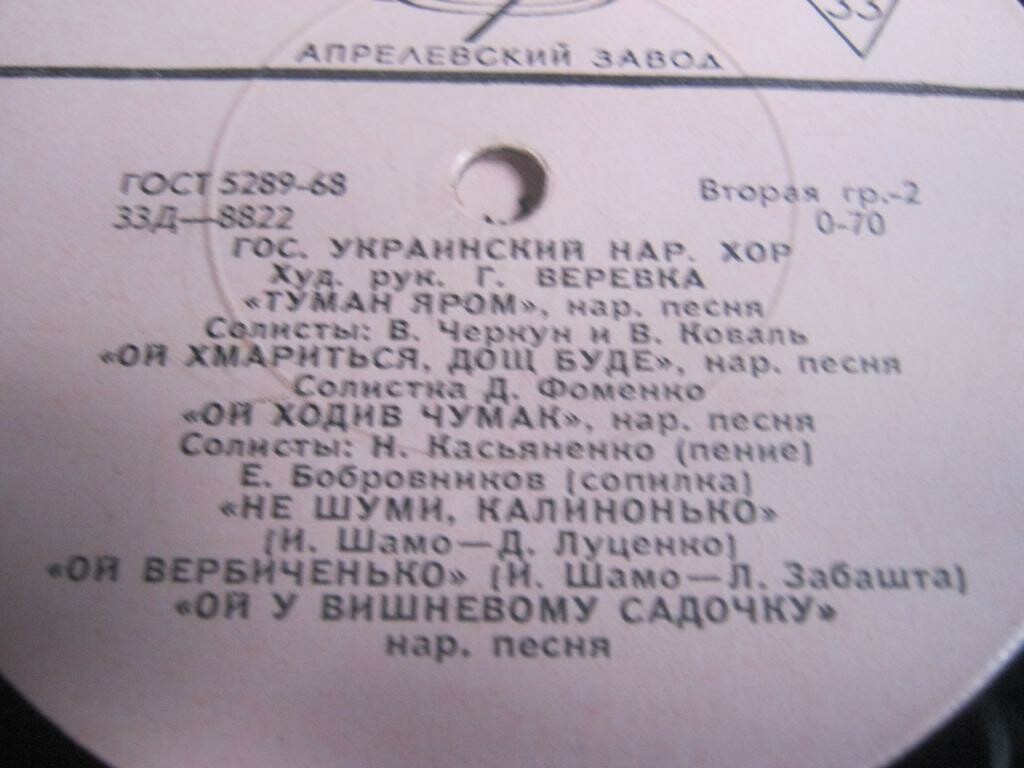 33
АПРЕЛЕВСКИЙ ЗАВОД
ГОСТ 5289-68
Вторая гр.-2
33Д—8822
0-70
ГОС. УКРАИНСКИЙ НАР. ХОР
Худ. рук. Г. ВЕРЕВКА
«ТУМАН ЯРОМ», нар. песня
Солисты: В. Черкун и В. Коваль
«ОЙ ХМАРИТЬСЯ, ДОЩ БУДЕ», нар. песня
Солистка Д. Фоменко
«ОЙ ХОДИВ ЧУМАК», нар. песня
Солисты: Н. Касьяненко (пение)
Е. Бобровников (сопилка)
«НЕ ШУМИ, КАЛИНОНЬКО»
(И. Шамо—Д. Луценко)
«ОЙ ВЕРБИЧЕНЬКО» (И. Шамо—Л. Забашта)
«ОЙ У ВИШНЕВОМУ САДОЧКУ»
нар. песня